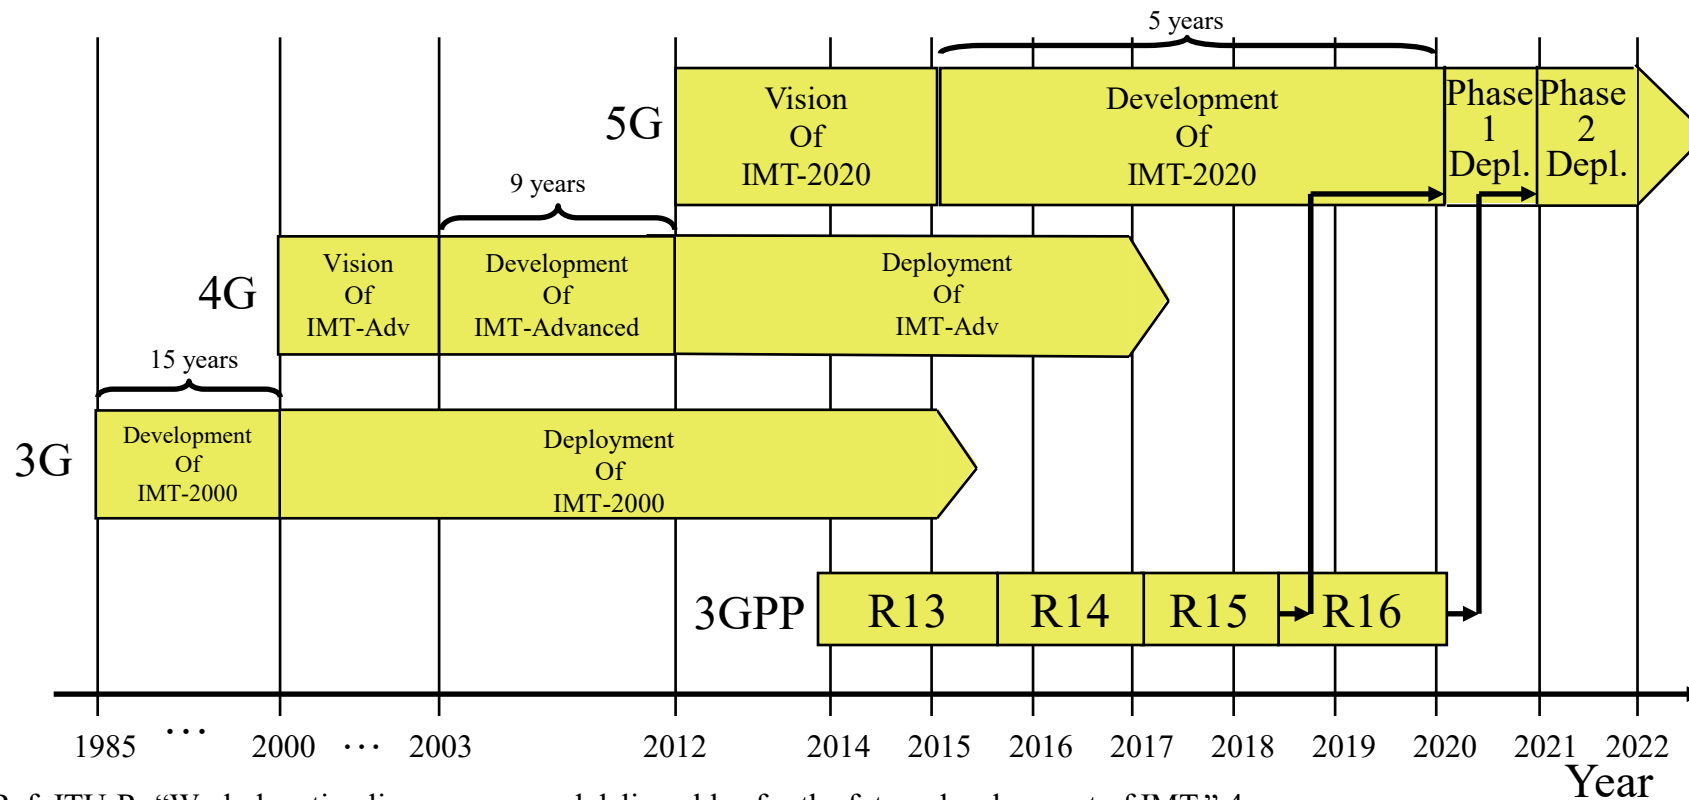 5 years
5G
Vision
Of
IMT-2020
Development
Of
IMT-2020
Phase
1
Depl.
Phase
2
Depl.
9 years
4G
Vision
Of
IMT-Adv
Development
Of
IMT-Advanced
Deployment
Of
IMT-Adv
15 years
3G
Development
Of
IMT-2000
Deployment
Of
IMT-2000
3GPP
R13
R14
R15
R16
1985 ... 2000 ... 2003 2012 2014 2015 2016 2017 2018 2019 2020 2021 2022
Year